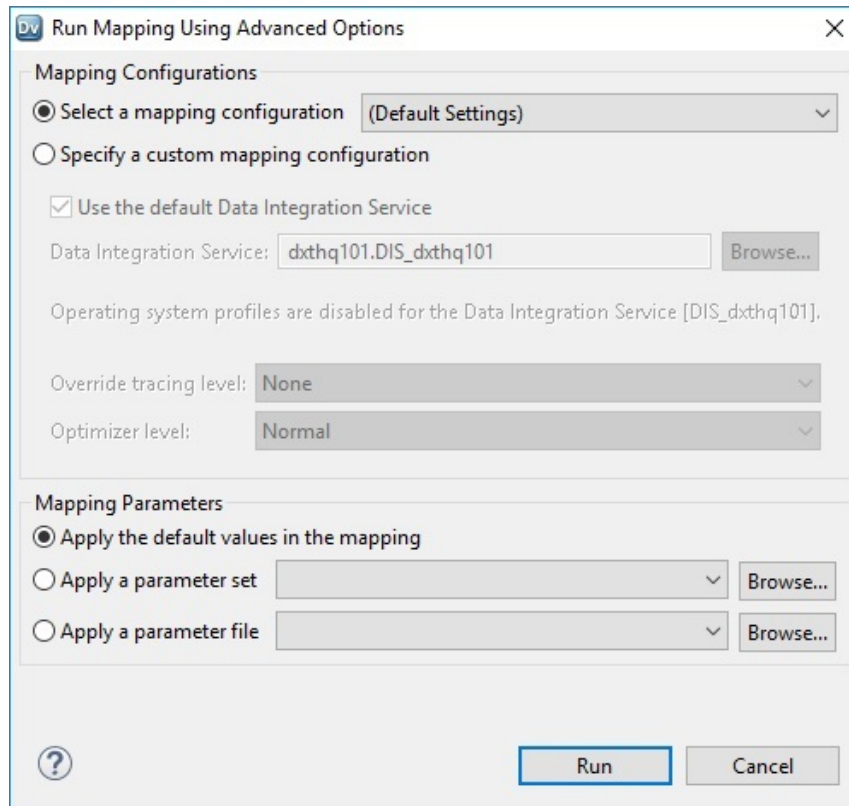 Dv Run Mapping Using Advanced Options
Mapping Configurations
Select a mapping configuration (Default Settings)
Specify a custom mapping configuration
Use the default Data Integration Service
Data Integration Service: dxthq101.DIS_dxthq101 Browse...
Operating system profiles are disabled for the Data Integration Service [DIS_dxthq101].
Override tracing level: None
Optimizer level: Normal
Mapping Parameters
Apply the default values in the mapping
Apply a parameter set Browse...
Apply a parameter file Browse...
? Run Cancel